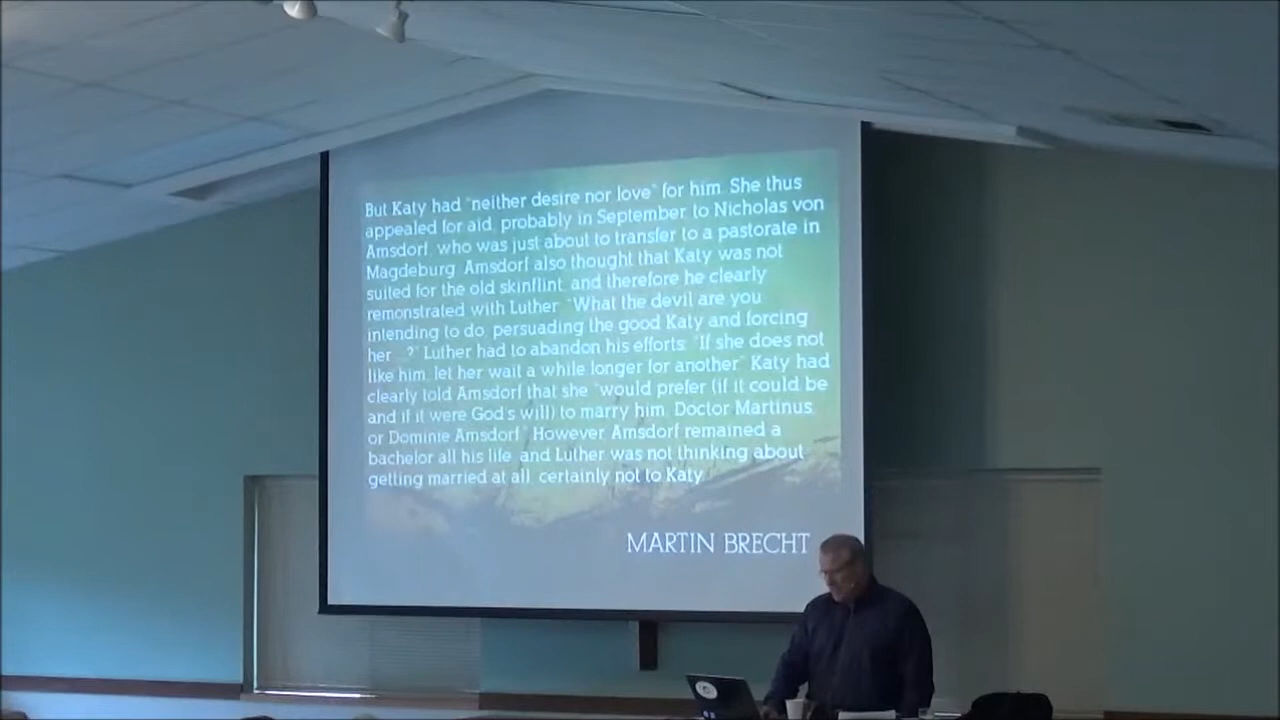 But Katy had "neither desire nor love" for him. She thus
appealed for aid, probably in September, to Nicholas von
Amsdorf, who was just about to transfer to a pastorate in
Magdeburg. Amsdorf also thought that Katy was not
suited for the old skinflint, and therefore he clearly
remonstrated with Luther: "What the devil are you
intending to do, persuading the good Katy and forcing
her...?" Luther had to abandon his efforts: "If she does not
like him, let her wait a while longer for another." Katy had
clearly told Amsdorf that she "would prefer (if it could be
and if it were God's will) to marry him, Doctor Martinus,
or Dominie Amsdorf." However, Amsdorf remained a
bachelor all his life, and Luther was not thinking about
getting married at all, certainly not to Katy.
MARTIN BRECHT